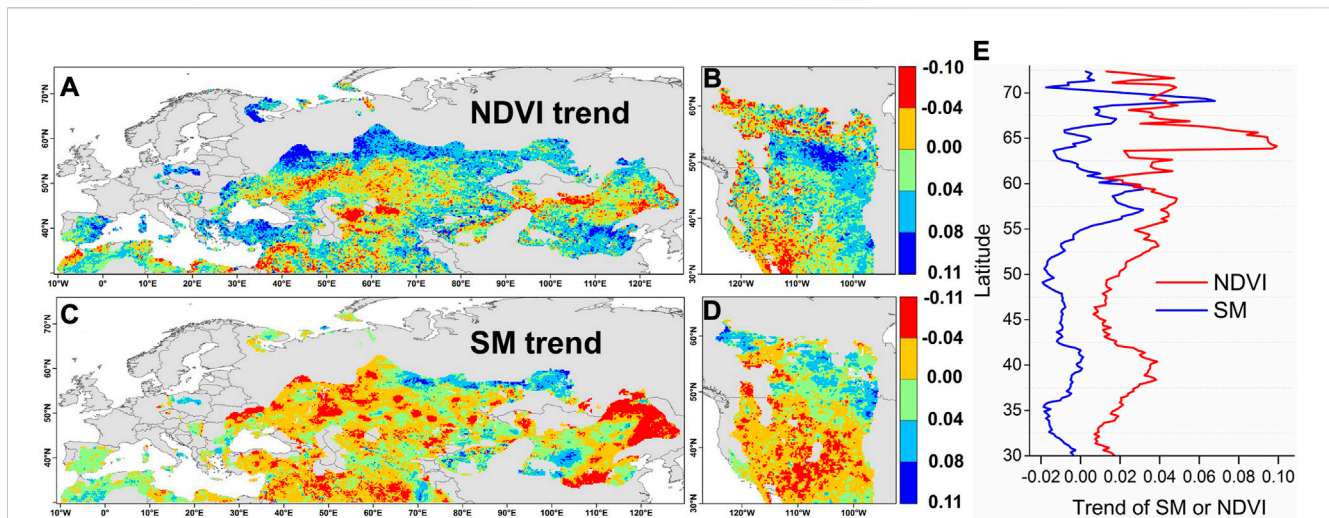 A
NDVI trend
70°N
60°N
50°N
40°N
10°W
0°
10°E
20°E
30°E
40°E
50°E
60°E
70°E
80°E
90°E
100°E
110°E
120°E
B
60°N
50°N
40°N
30°N
120°W
100°W
-0.10
-0.04
0.00
0.04
0.08
0.11
C
SM trend
70°N
60°N
50°N
40°N
10°W
0°
10°E
20°E
30°E
40°E
50°E
60°E
70°E
80°E
90°E
100°E
110°E
120°E
D
60°N
50°N
40°N
30°N
120°W
100°W
-0.11
-0.04
0.00
0.04
0.08
0.11
E
Latitude
70
65
60
55
50
45
40
35
30
NDVI
SM
-0.02 0.00 0.02 0.04 0.06 0.08 0.10
Trend of SM or NDVI